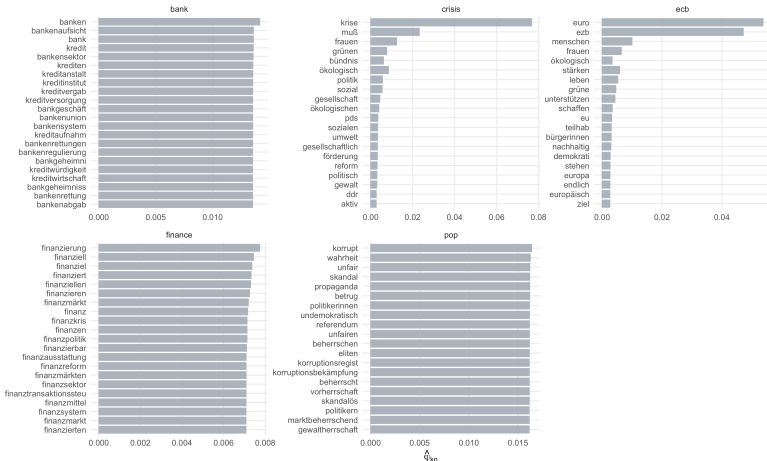 bank
banken
bankenaufsicht
bank
kredit
bankensektor
krediten
kreditanstalt
kreditinstitut
kreditvergab
kreditversorgung
bankgeschäft
bankenunion
bankensystem
kreditaufnahm
bankenrettungen
bankenregulierung
bankgeheimni
kreditwürdigkeit
kreditwirtschaft
bankgeheimniss
bankenrettung
bankenabgab
0.000 0.005 0.010
crisis
krise
muß
frauen
grünen
bündnis
ökologisch
politik
sozial
gesellschaft
ökologischen
pds
sozialen
umwelt
gesellschaftlich
förderung
reform
politisch
gewalt
ddr
aktiv
0.00 0.02 0.04 0.06 0.08
ecb
euro
ezb
menschen
frauen
ökologisch
stärken
leben
grüne
unterstützen
schaffen
eu
teilhab
bürgerinnen
nachhaltig
demokrati
stehen
europa
endlich
europäisch
ziel
0.00 0.02 0.04
finance
finanzierung
finanziell
finanziel
finanziert
finanziellen
finanzieren
finanzmärkt
finanz
finanzkris
finanzen
finanzpolitik
finanzierbar
finanzausstattung
finanzreform
finanzmärkten
finanzsektor
finanztransaktionssteu
finanzmittel
finanzsystem
finanzmarkt
finanzierten
0.000 0.002 0.004 0.006 0.008
pop
korrupt
wahrheit
unfair
skandal
propaganda
betrug
politikerinnen
undemokratisch
referendum
unfairen
beherrschen
eliten
korruptionsregist
korruptionsbekämpfung
beherrscht
vorherrschaft
skandalös
politikern
marktbeherrschend
gewaltherrschaft
0.000 0.005 0.010 0.015